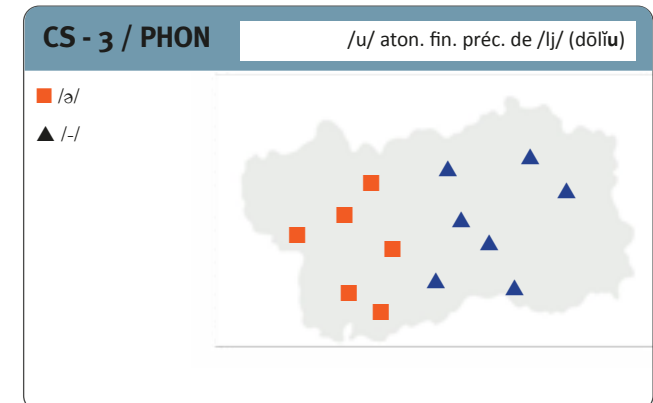 CS - 3 / PHON
/u/ aton. fin. préc. de /lj/ (dōlĭu)
/ə/
/-/